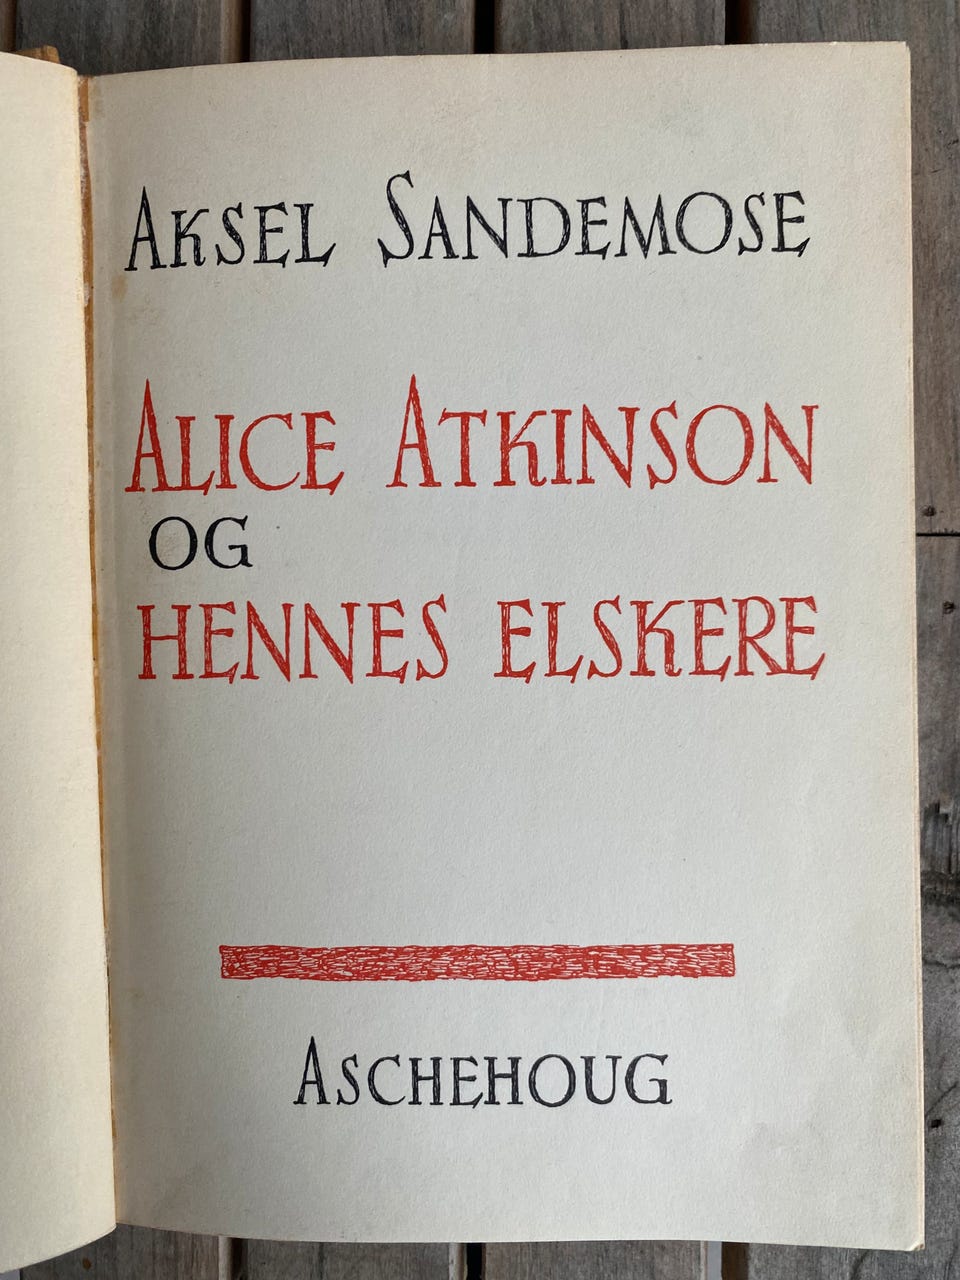 Aksel Sandemose
Alice Atkinson
og
hennes elskere
Aschehoug